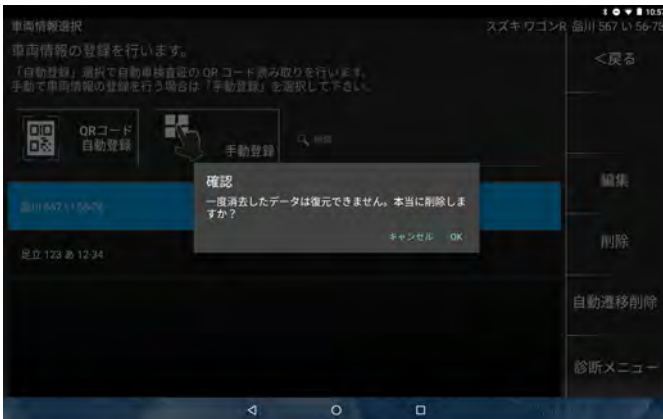 10:57
車両情報選択
スズキ ワゴンR 品川 567 い 56-78
車両情報の登録を行います。
「自動登録」選択で自動車検査証の QR コード読み取りを行います。
手動で車両情報の登録を行う場合は「手動登録」を選択して下さい。
<戻る
QRコード
自動登録
手動登録
検索
編集
確認
一度消去したデータは復元できません。本当に削除しま
すか？
キャンセル OK
品川 567 い 56-78
削除
足立 123 あ 12-34
自動遷移削除
診断メニュー